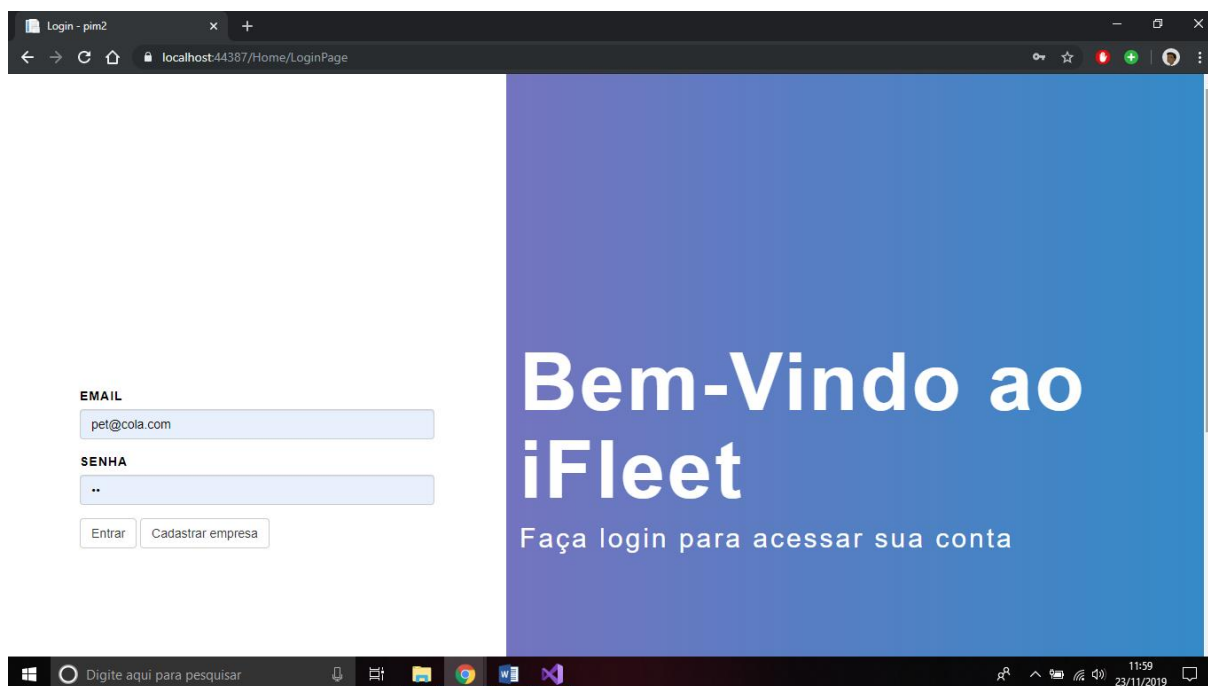 Login - pim2
localhost:44387/Home/LoginPage
EMAIL
pet@cola.com
SENHA
••
Entrar
Cadastrar empresa
Bem-Vindo ao
iFleet
Faça login para acessar sua conta
Digite aqui para pesquisar
11:59
23/11/2019